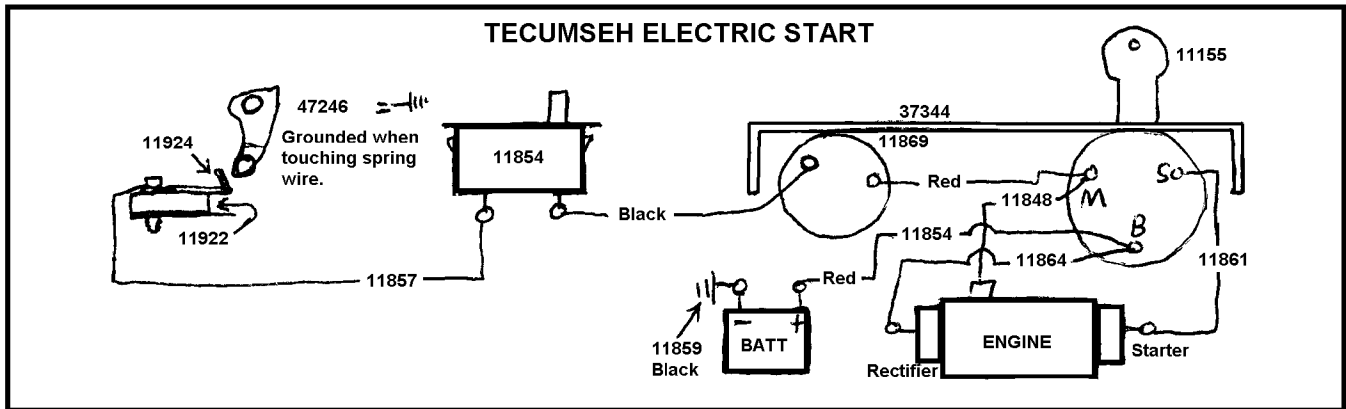 TECUMSEH ELECTRIC START
11155
47246
Grounded when
touching spring
wire.
11924
11922
11857
11854
Black
37344
11869
Red
11848
M
So
B
11854
11864
11861
Red
11859
Black
- +
BATT
ENGINE
Rectifier
Starter